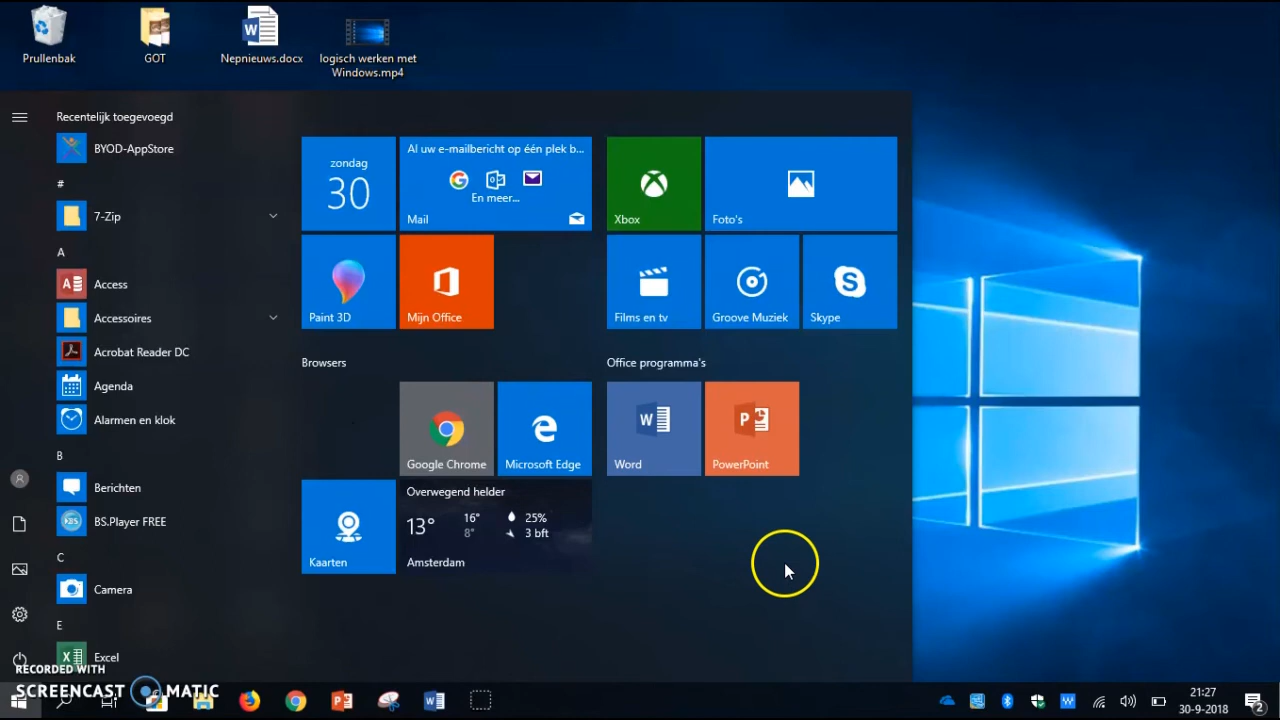 Prullenbak
GOT
Nepnieuws.docx
logisch werken met
Windows.mp4
Recentelijk toegevoegd
BYOD-AppStore
#
7-Zip
A
Access
Accessoires
Acrobat Reader DC
Agenda
Alarmen en klok
B
Berichten
BS.Player FREE
C
Camera
E
Excel
zondag
30
Al uw e-mailbericht op één plek b...
En meer...
Mail
Paint 3D
Mijn Office
Xbox
Foto's
Films en tv
Groove Muziek
Skype
Browsers
Google Chrome
Microsoft Edge
Kaarten
Overwegend helder
13°
16°
8°
25%
3 bft
Amsterdam
Office programma's
Word
PowerPoint
RECORDED WITH
SCREENCAST MATIC
21:27
30-9-2018
2